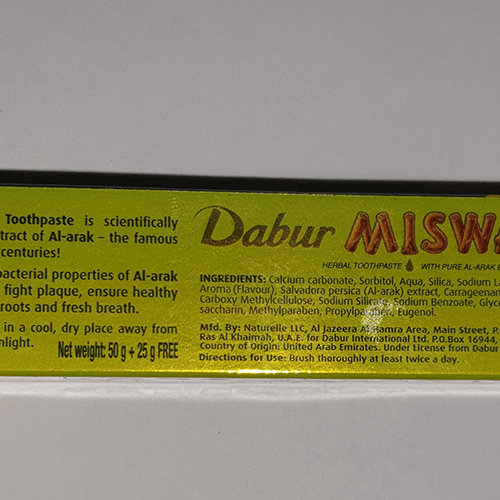 Toothpaste is scientifically
tract of Al-arak – the famous
centuries!
bacterial properties of Al-arak
fight plaque, ensure healthy
roots and fresh breath.
in a cool, dry place away from
nlight.
Net weight: 50 g + 25 g FREE
Dabur MISWA
HERBAL TOOTHPASTE WITH PURE AL-ARAK E
INGREDIENTS: Calcium carbonate, Sorbitol, Aqua, Silica, Sodium La
Aroma (Flavour), Salvadora persica (Al-arak) extract, Carrageenan
Carboxy Methylcellulose, Sodium Silicate, Sodium Benzoate, Glyce
saccharin, Methylparaben, Propylparaben, Eugenol.
Mfd. By: Naturelle LLC, Al Jazeera Al Hamra Area, Main Street, P.
Ras Al Khaimah, U.A.E. for Dabur International Ltd. P.O.Box 16944,
Country of Origin: United Arab Emirates. Under License from Dabur
Directions for Use: Brush thoroughly at least twice a day.